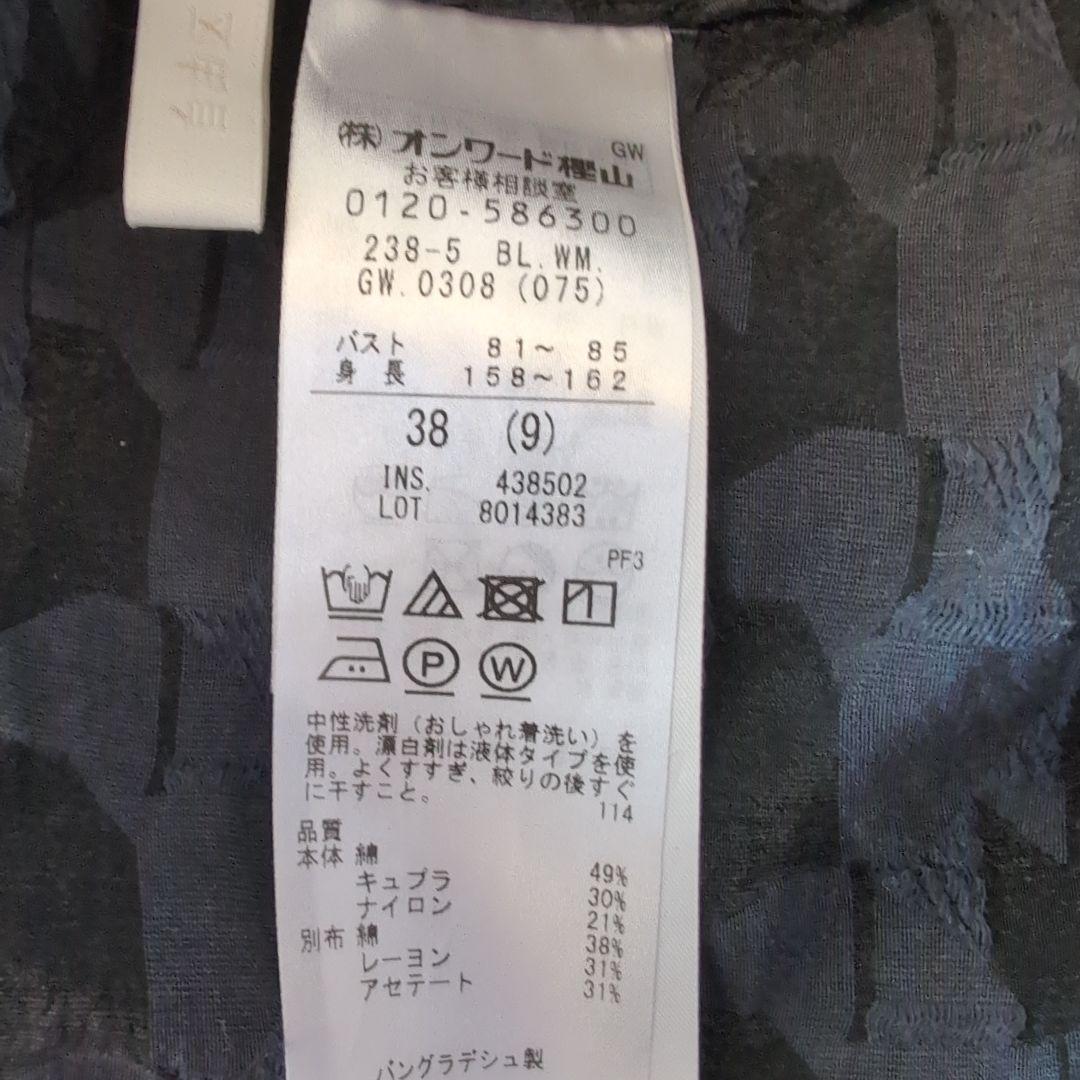 自由区
(株)オンワード樫山
GW
お客様相談室
0120-586300
238-5 BL.WM.
GW.0308 (075)
バスト 81～ 85
身 長 158～162
38 (9)
INS. 438502
LOT 8014383
PF3
P W
中性洗剤（おしゃれ着洗い）を
使用。漂白剤は液体タイプを使
用。よくすすぎ、絞りの後すぐ
に干すこと。
114
品質
本体 綿 49%
キュプラ 30%
ナイロン 21%
別布 綿 38%
レーヨン 31%
アセテート 31%
バングラデシュ製